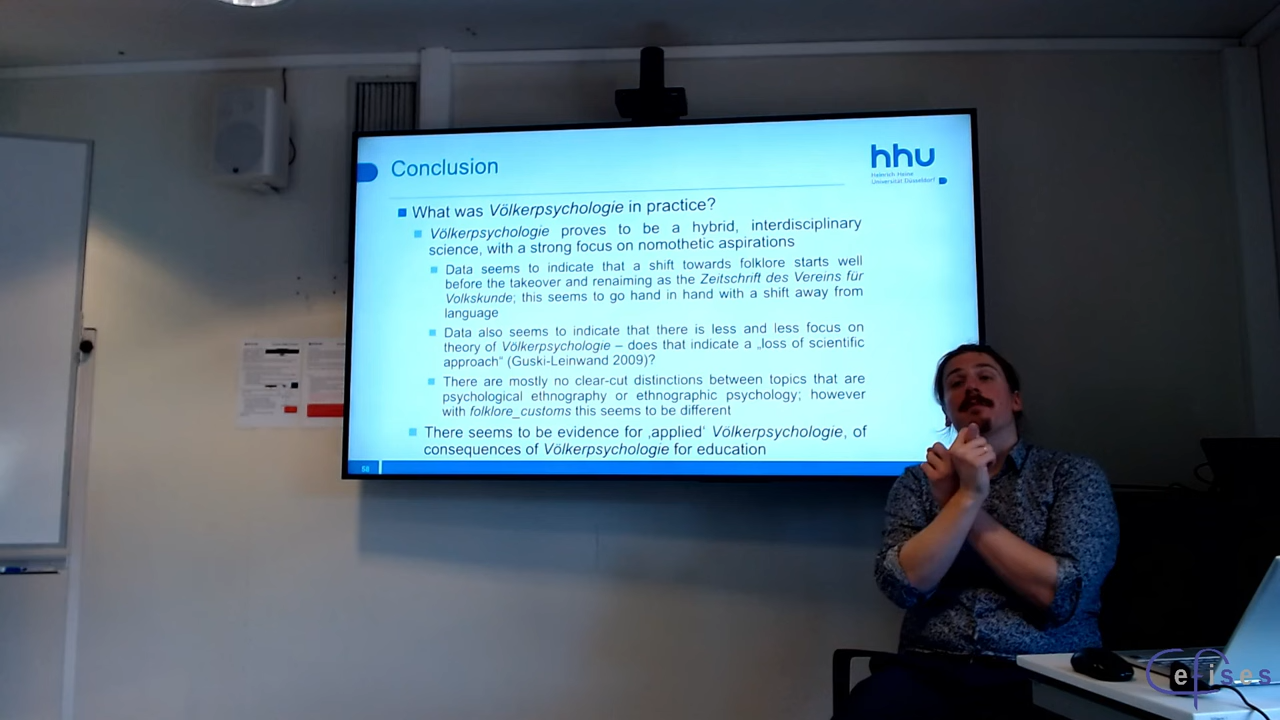 Conclusion
hhu
Heinrich Heine
Universität Düsseldorf
What was Völkerpsychologie in practice?
Völkerpsychologie proves to be a hybrid, interdisciplinary
science, with a strong focus on nomothetic aspirations
Data seems to indicate that a shift towards folklore starts well
before the takeover and renaiming as the Zeitschrift des Vereins für
Volkskunde; this seems to go hand in hand with a shift away from
language
Data also seems to indicate that there is less and less focus on
theory of Völkerpsychologie – does that indicate a „loss of scientific
approach“ (Guski-Leinwand 2009)?
There are mostly no clear-cut distinctions between topics that are
psychological ethnography or ethnographic psychology; however
with folklore_customs this seems to be different
There seems to be evidence for ‚applied‘ Völkerpsychologie, of
consequences of Völkerpsychologie for education
58
Cefises